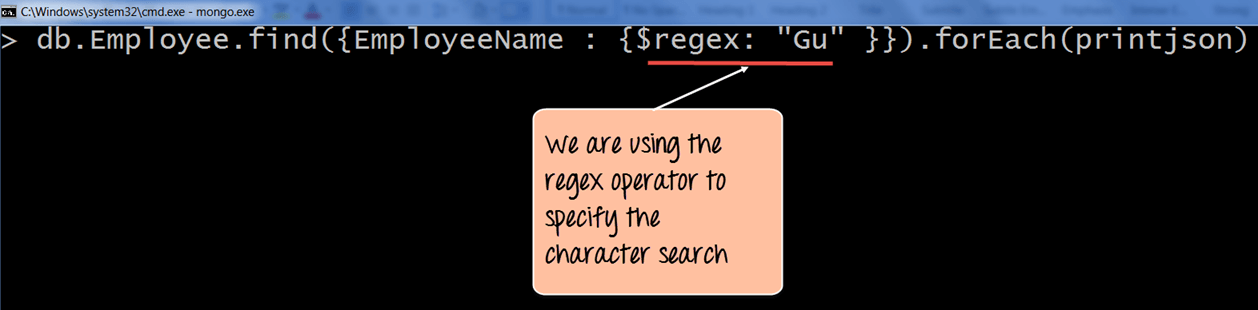 C:\Windows\system32\cmd.exe - mongo.exe
> db.Employee.find({EmployeeName : {$regex: "Gu" }}).forEach(printjson)
We are using the
regex operator to
specify the
character search